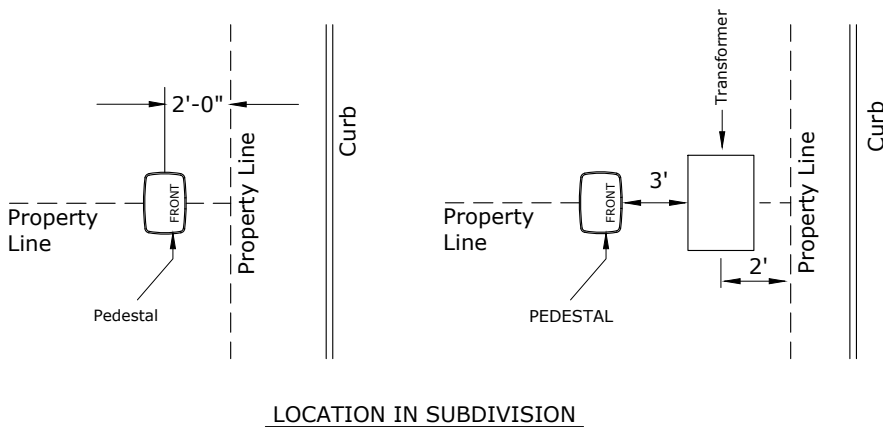 2'-0"
Property Line
Curb
FRONT
Property
Line
Pedestal
Transformer
Property Line
Curb
3'
FRONT
Property
Line
2'
PEDESTAL
LOCATION IN SUBDIVISION